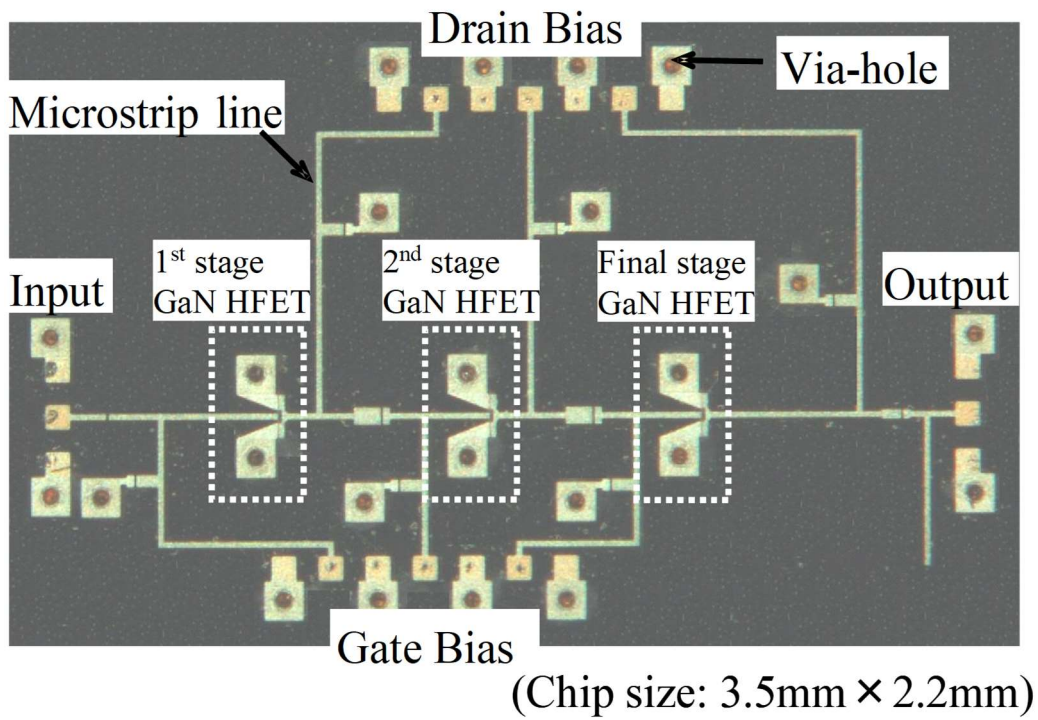 Drain Bias
Via-hole
Microstrip line
1st stage
GaN HFET
2nd stage
GaN HFET
Final stage
GaN HFET
Input
Output
Gate Bias
(Chip size: 3.5mm × 2.2mm)